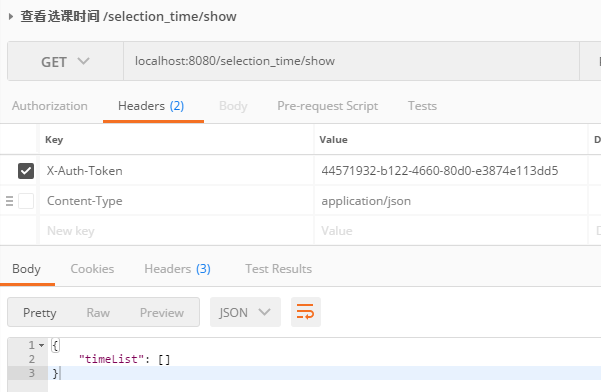 查看选课时间 /selection_time/show
GET localhost:8080/selection_time/show
Authorization Headers (2) Body Pre-request Script Tests
Key Value
X-Auth-Token 44571932-b122-4660-80d0-e3874e113dd5
Content-Type application/json
New key Value
Body Cookies Headers (3) Test Results
Pretty Raw Preview JSON
1 {
2 "timeList": []
3 }